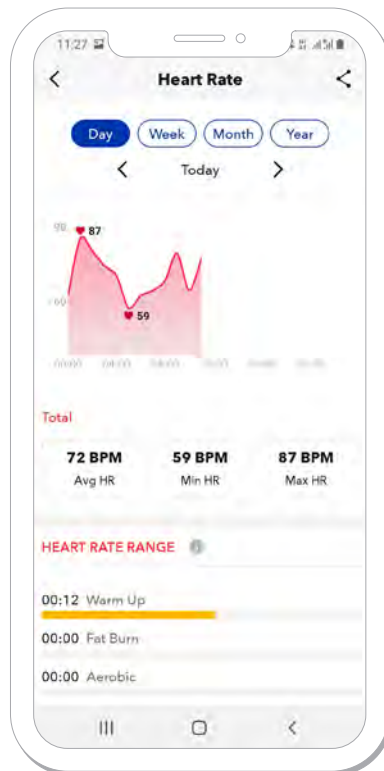 11:27
Heart Rate
Day Week Month Year
Today
87
60
59
Total
72 BPM 59 BPM 87 BPM
Avg HR Min HR Max HR
HEART RATE RANGE
00:12 Warm Up
00:00 Fat Burn
00:00 Aerobic